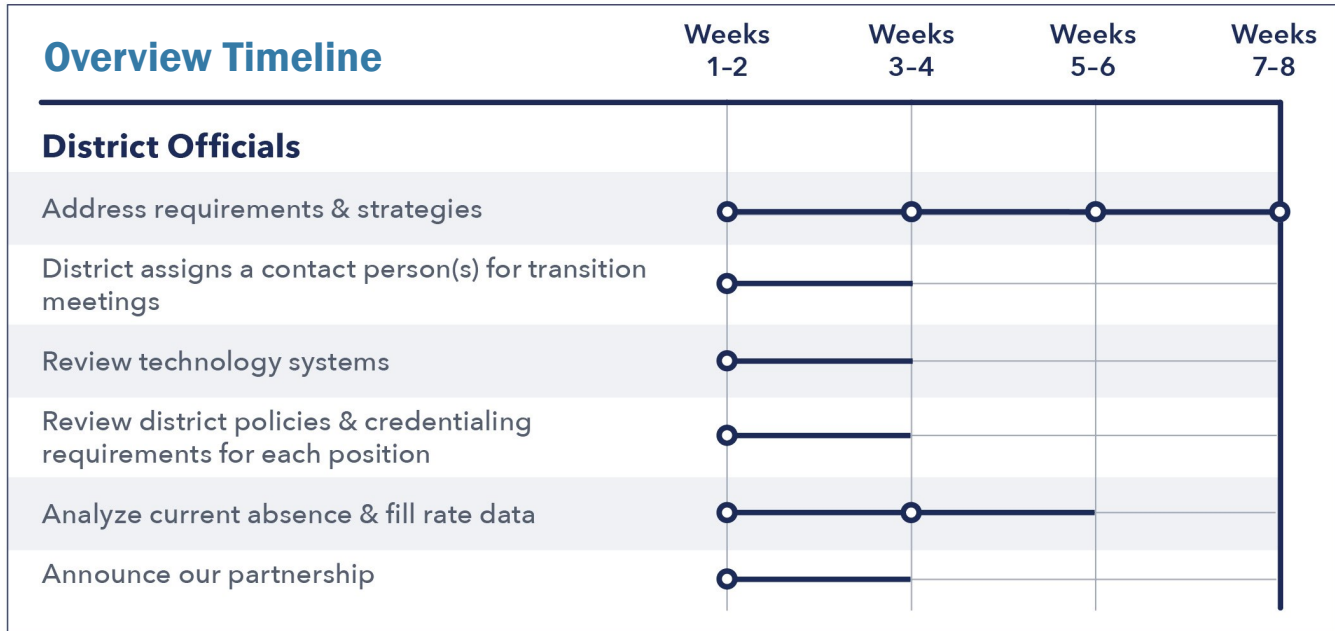 Overview Timeline
Weeks 1–2
Weeks 3–4
Weeks 5–6
Weeks 7–8
District Officials
Address requirements & strategies
District assigns a contact person(s) for transition
meetings
Review technology systems
Review district policies & credentialing
requirements for each position
Analyze current absence & fill rate data
Announce our partnership